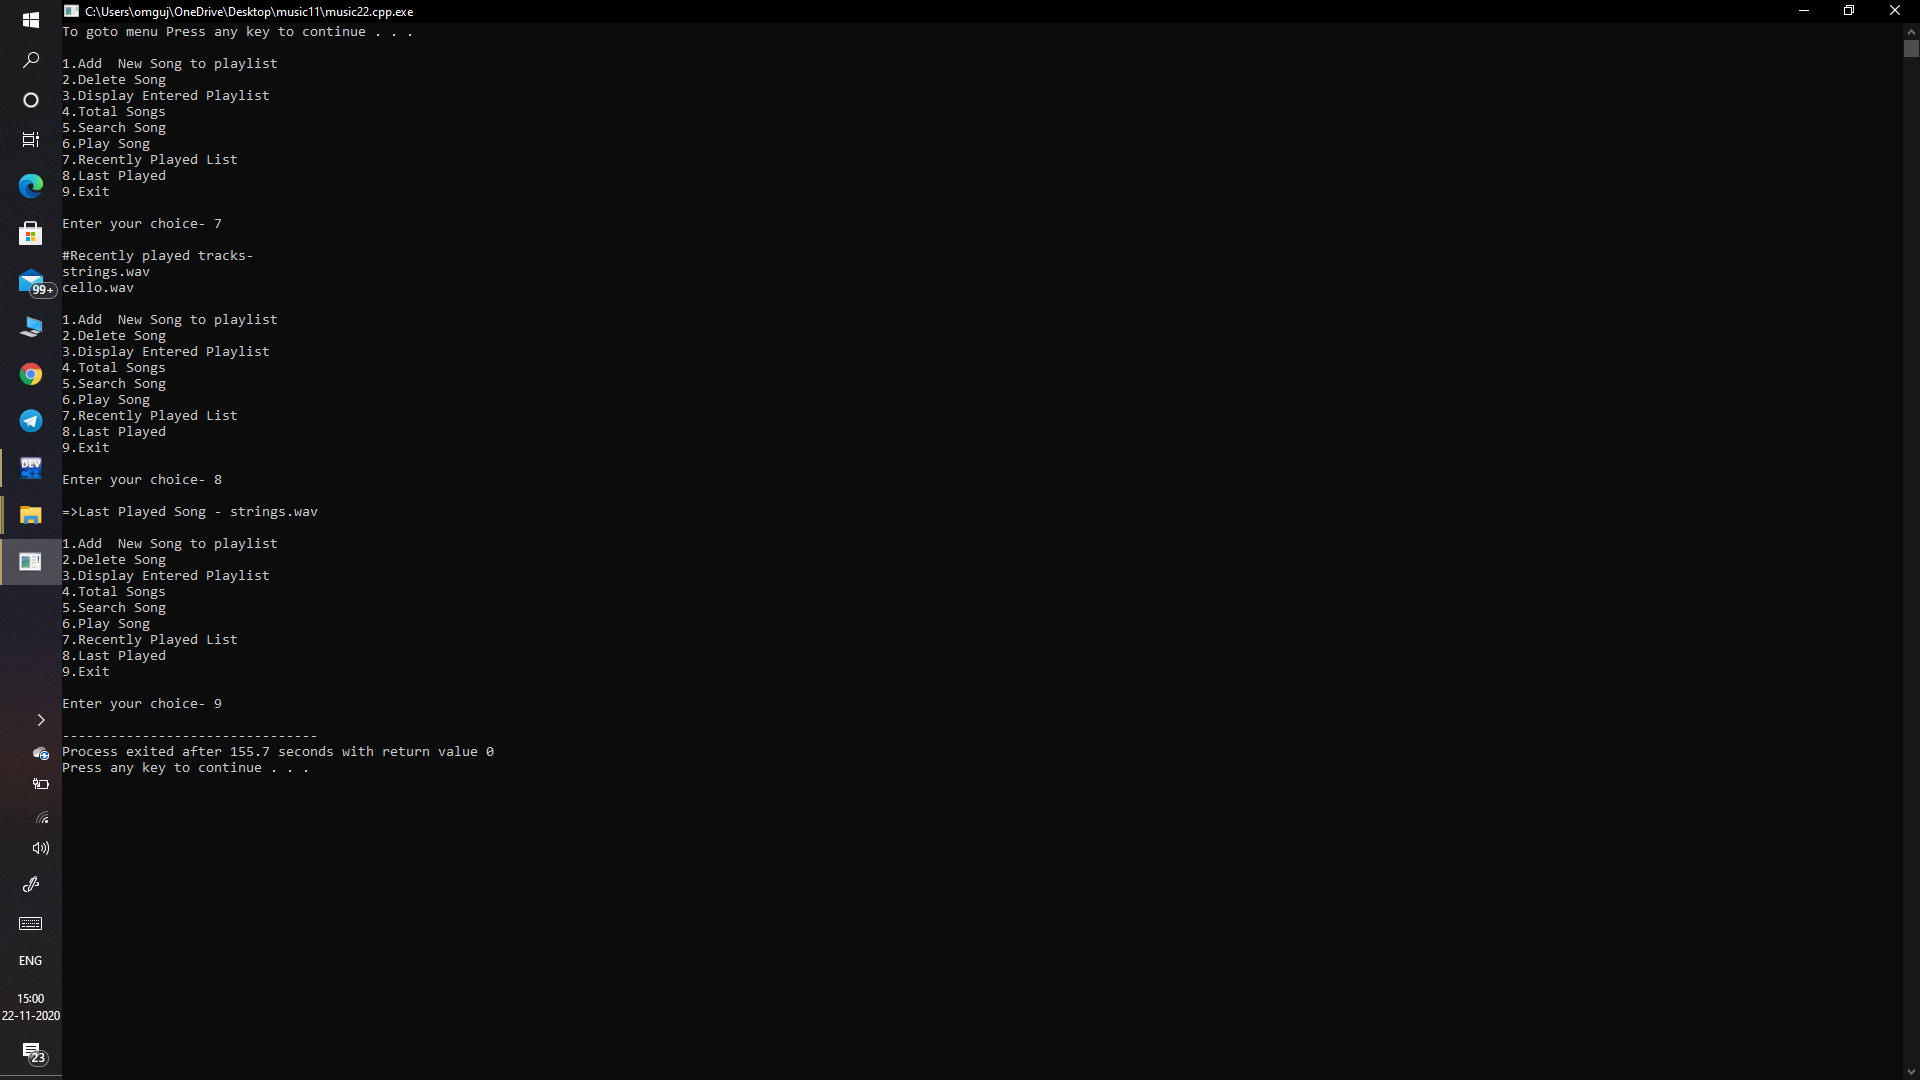 C:\Users\omguj\OneDrive\Desktop\music11\music22.cpp.exe
To goto menu Press any key to continue . . .
1.Add  New Song to playlist
2.Delete Song
3.Display Entered Playlist
4.Total Songs
5.Search Song
6.Play Song
7.Recently Played List
8.Last Played
9.Exit
Enter your choice- 7
#Recently played tracks-
strings.wav
cello.wav
1.Add  New Song to playlist
2.Delete Song
3.Display Entered Playlist
4.Total Songs
5.Search Song
6.Play Song
7.Recently Played List
8.Last Played
9.Exit
Enter your choice- 8
=>Last Played Song - strings.wav
1.Add  New Song to playlist
2.Delete Song
3.Display Entered Playlist
4.Total Songs
5.Search Song
6.Play Song
7.Recently Played List
8.Last Played
9.Exit
Enter your choice- 9
--------------------------------
Process exited after 155.7 seconds with return value 0
Press any key to continue . . .
99+
DEV
ENG
15:00
22-11-2020
23